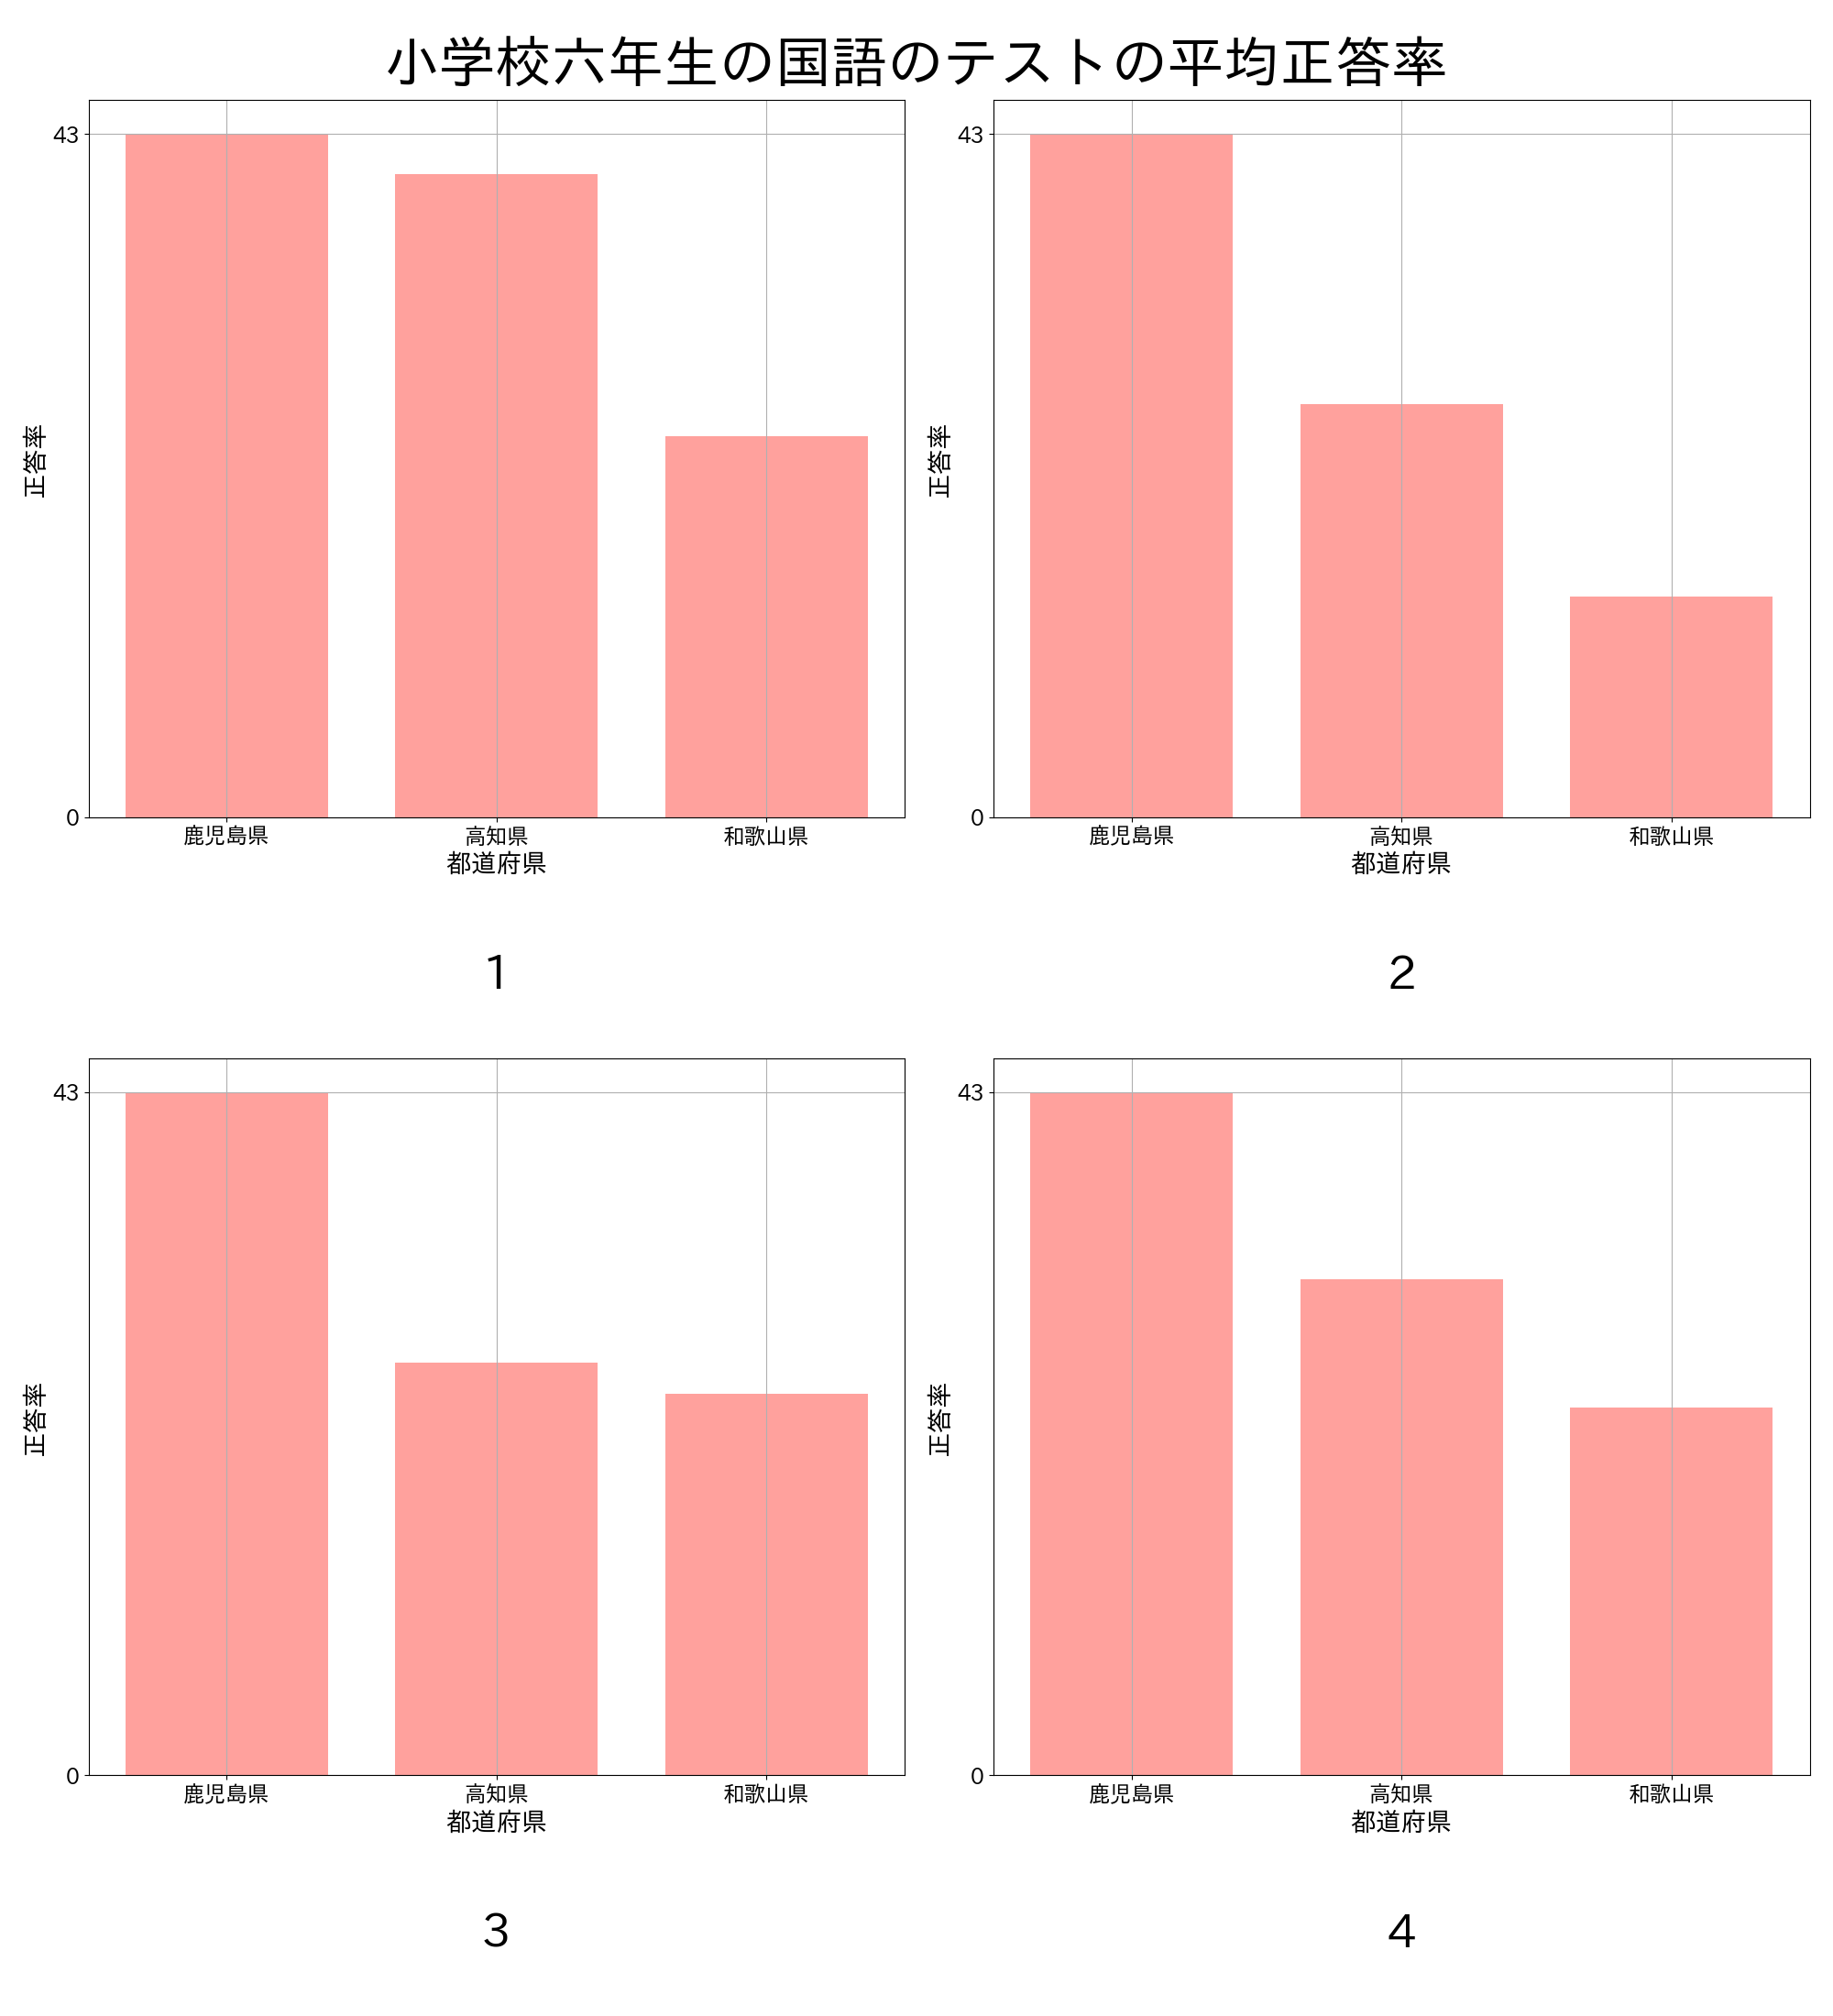 小学校六年生の国語のテストの平均正答率
43
0
正答率
鹿児島県 高知県 和歌山県
都道府県
1
43
0
正答率
鹿児島県 高知県 和歌山県
都道府県
2
43
0
正答率
鹿児島県 高知県 和歌山県
都道府県
3
43
0
正答率
鹿児島県 高知県 和歌山県
都道府県
4